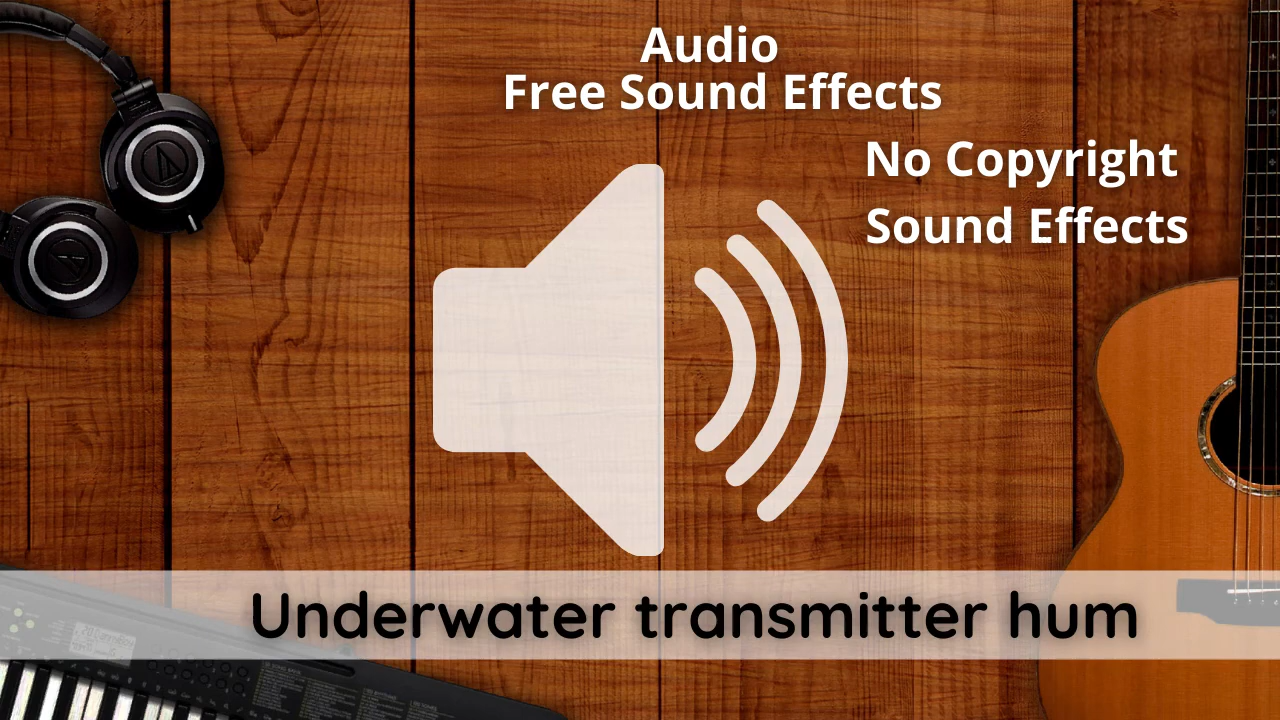 Audio
Free Sound Effects
No Copyright
Sound Effects
Underwater transmitter hum